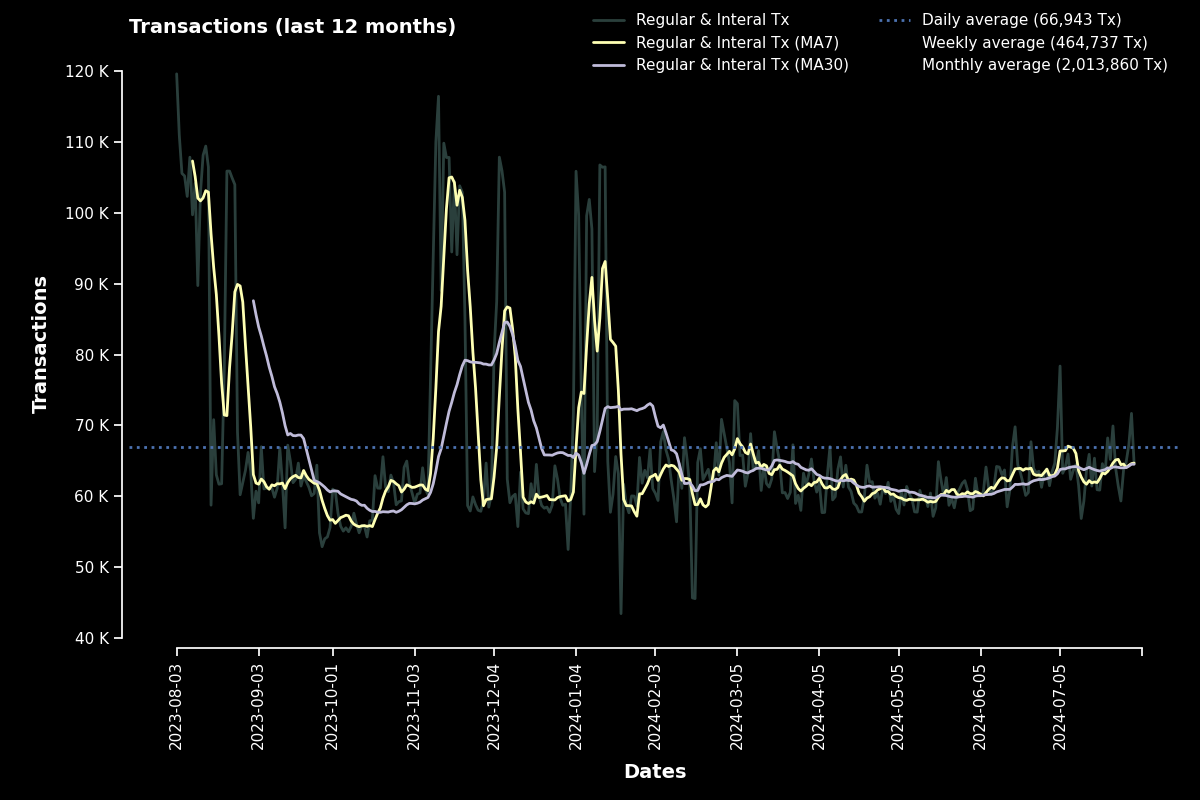 Transactions (last 12 months)
Regular & Interal Tx
Regular & Interal Tx (MA7)
Regular & Interal Tx (MA30)
Daily average (66,943 Tx)
Weekly average (464,737 Tx)
Monthly average (2,013,860 Tx)
120 K
110 K
100 K
90 K
80 K
70 K
60 K
50 K
40 K
Transactions
2023-08-03
2023-09-03
2023-10-01
2023-11-03
2023-12-04
2024-01-04
2024-02-03
2024-03-05
2024-04-05
2024-05-05
2024-06-05
2024-07-05
Dates